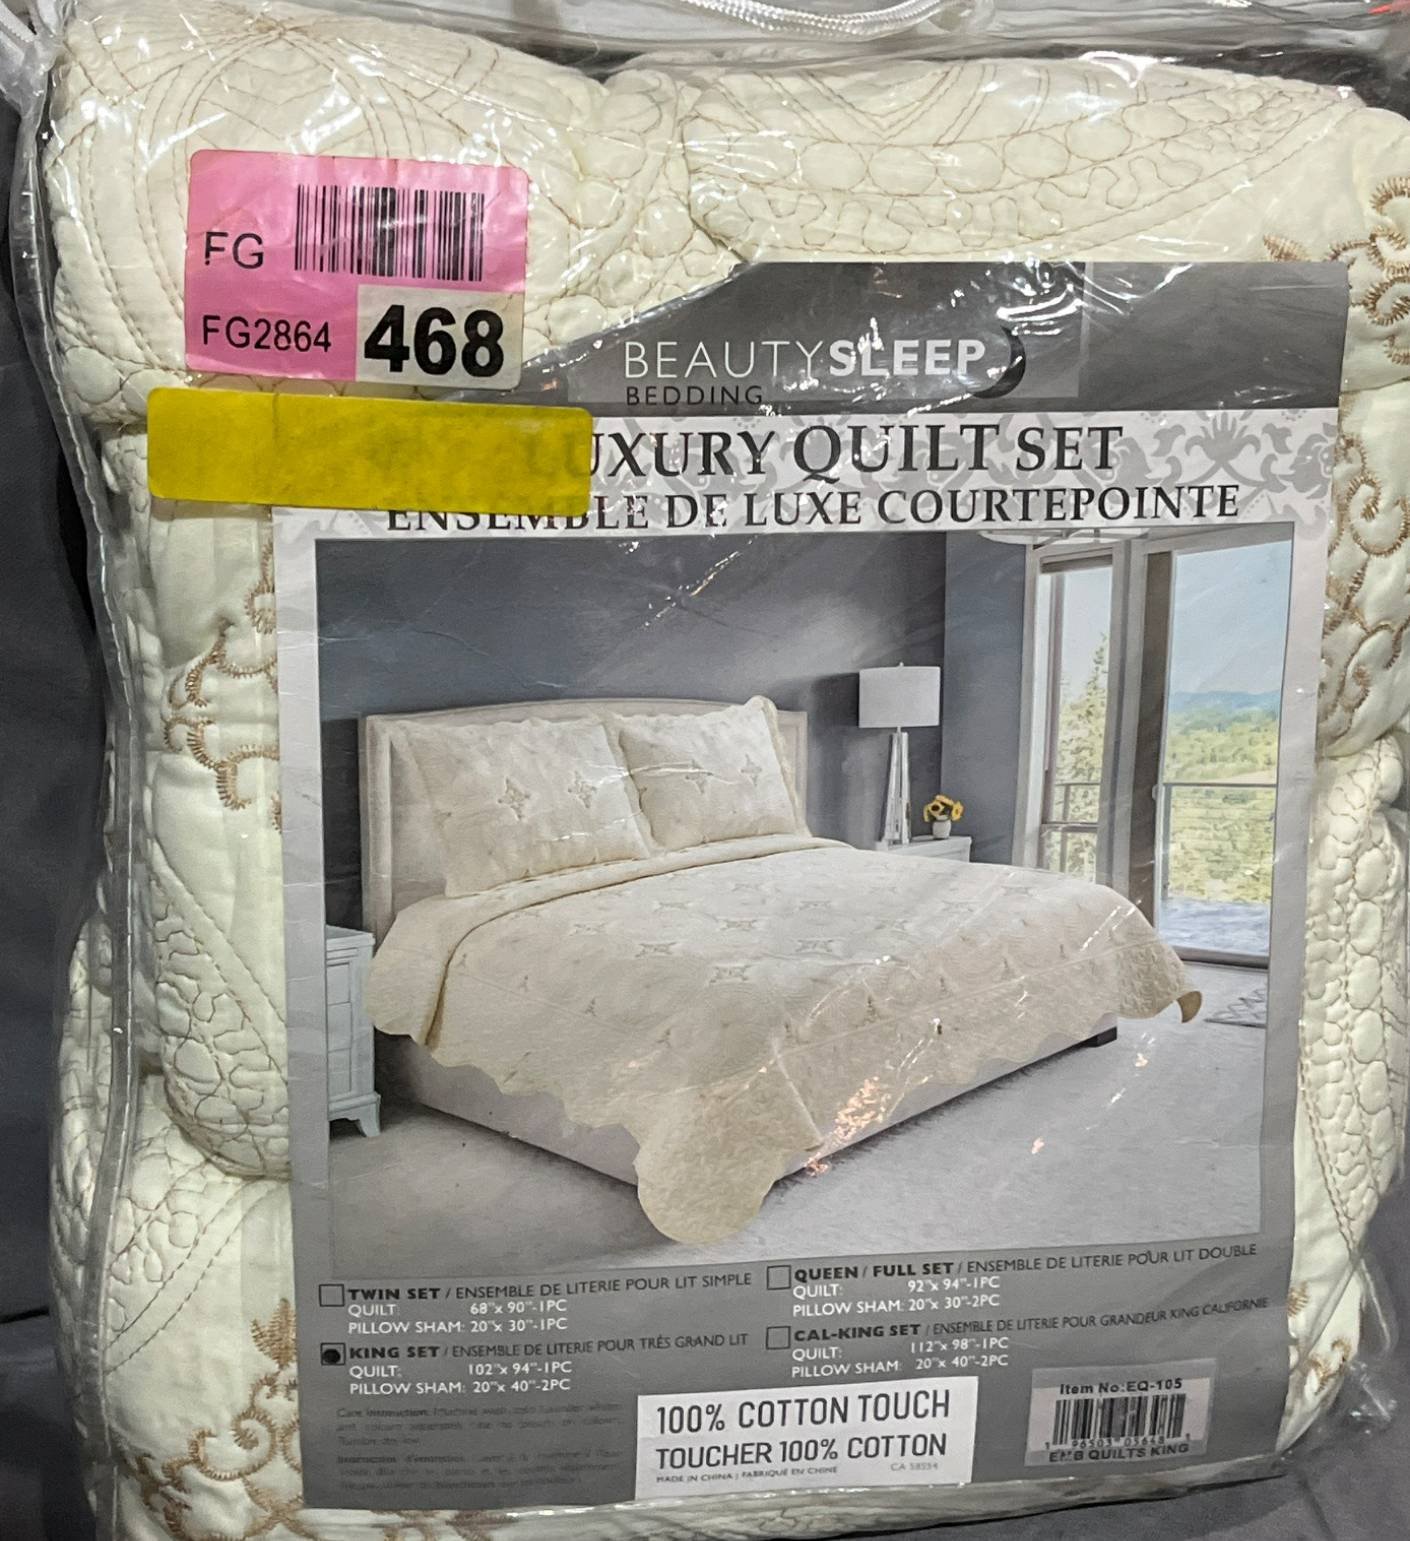 FG
FG2864
468
BEAUTYSLEEP
BEDDING
LUXURY QUILT SET
ENSEMBLE DE LUXE COURTEPOINTE
TWIN SET / ENSEMBLE DE LITERIE POUR LIT SIMPLE
QUILT: 68"x 90"-1PC
PILLOW SHAM: 20"x 30"-1PC
QUEEN / FULL SET / ENSEMBLE DE LITERIE POUR LIT DOUBLE
QUILT: 92"x 94"-1PC
PILLOW SHAM: 20"x 30"-2PC
KING SET / ENSEMBLE DE LITERIE POUR TRÉS GRAND LIT
QUILT: 102"x 94"-1PC
PILLOW SHAM: 20"x 40"-2PC
CAL-KING SET / ENSEMBLE DE LITERIE POUR GRANDEUR KING CALIFORNIE
QUILT: 112"x 98"-1PC
PILLOW SHAM: 20"x 40"-2PC
100% COTTON TOUCH
TOUCHER 100% COTTON
MADE IN CHINA | FABRIQUÉ EN CHINE
Item No:EQ-105
EMB QUILTS KING